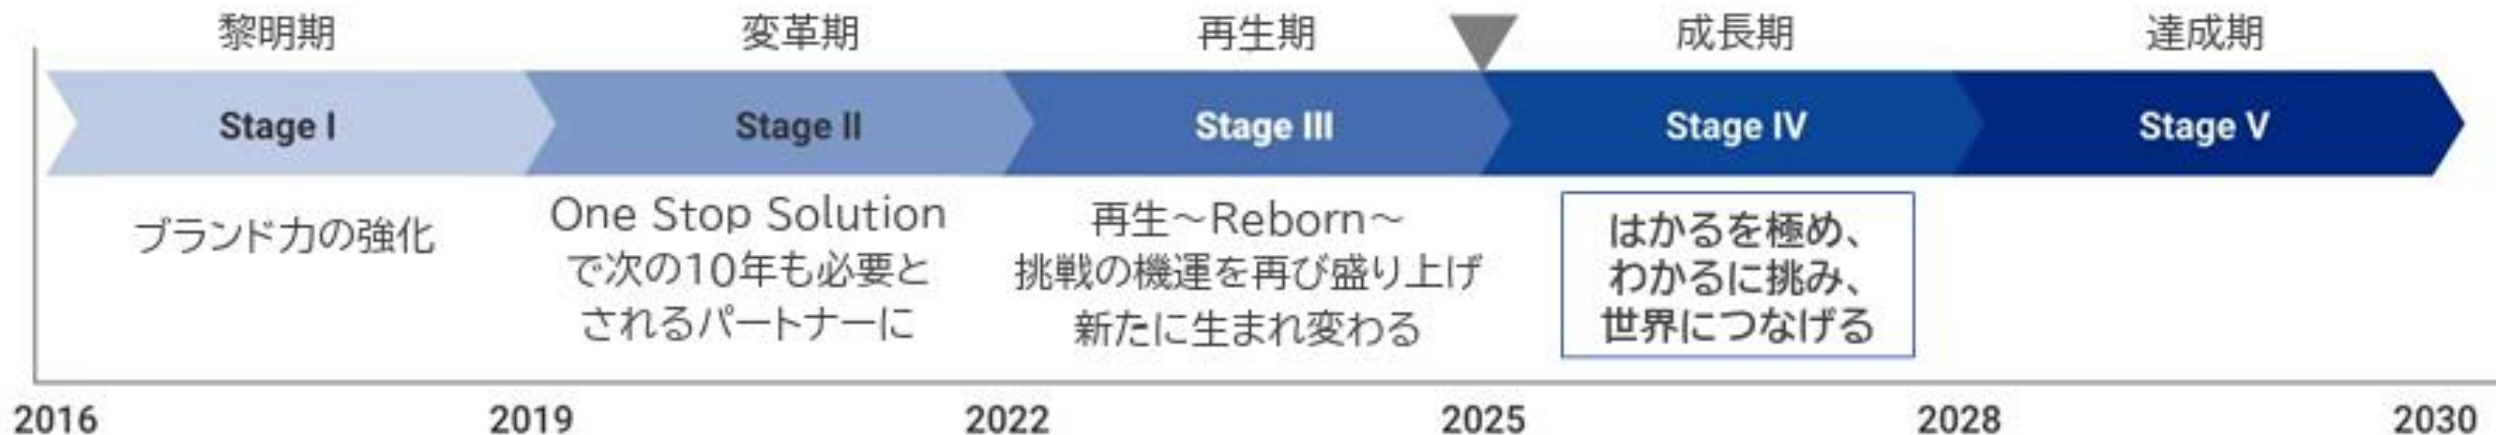 黎明期
変革期
再生期
成長期
達成期
Stage I
Stage II
Stage III
Stage IV
Stage V
ブランド力の強化
One Stop Solution
で次の10年も必要と
されるパートナーに
再生～Reborn～
挑戦の機運を再び盛り上げ
新たに生まれ変わる
はかるを極め、
わかるに挑み、
世界につなげる
2016
2019
2022
2025
2028
2030